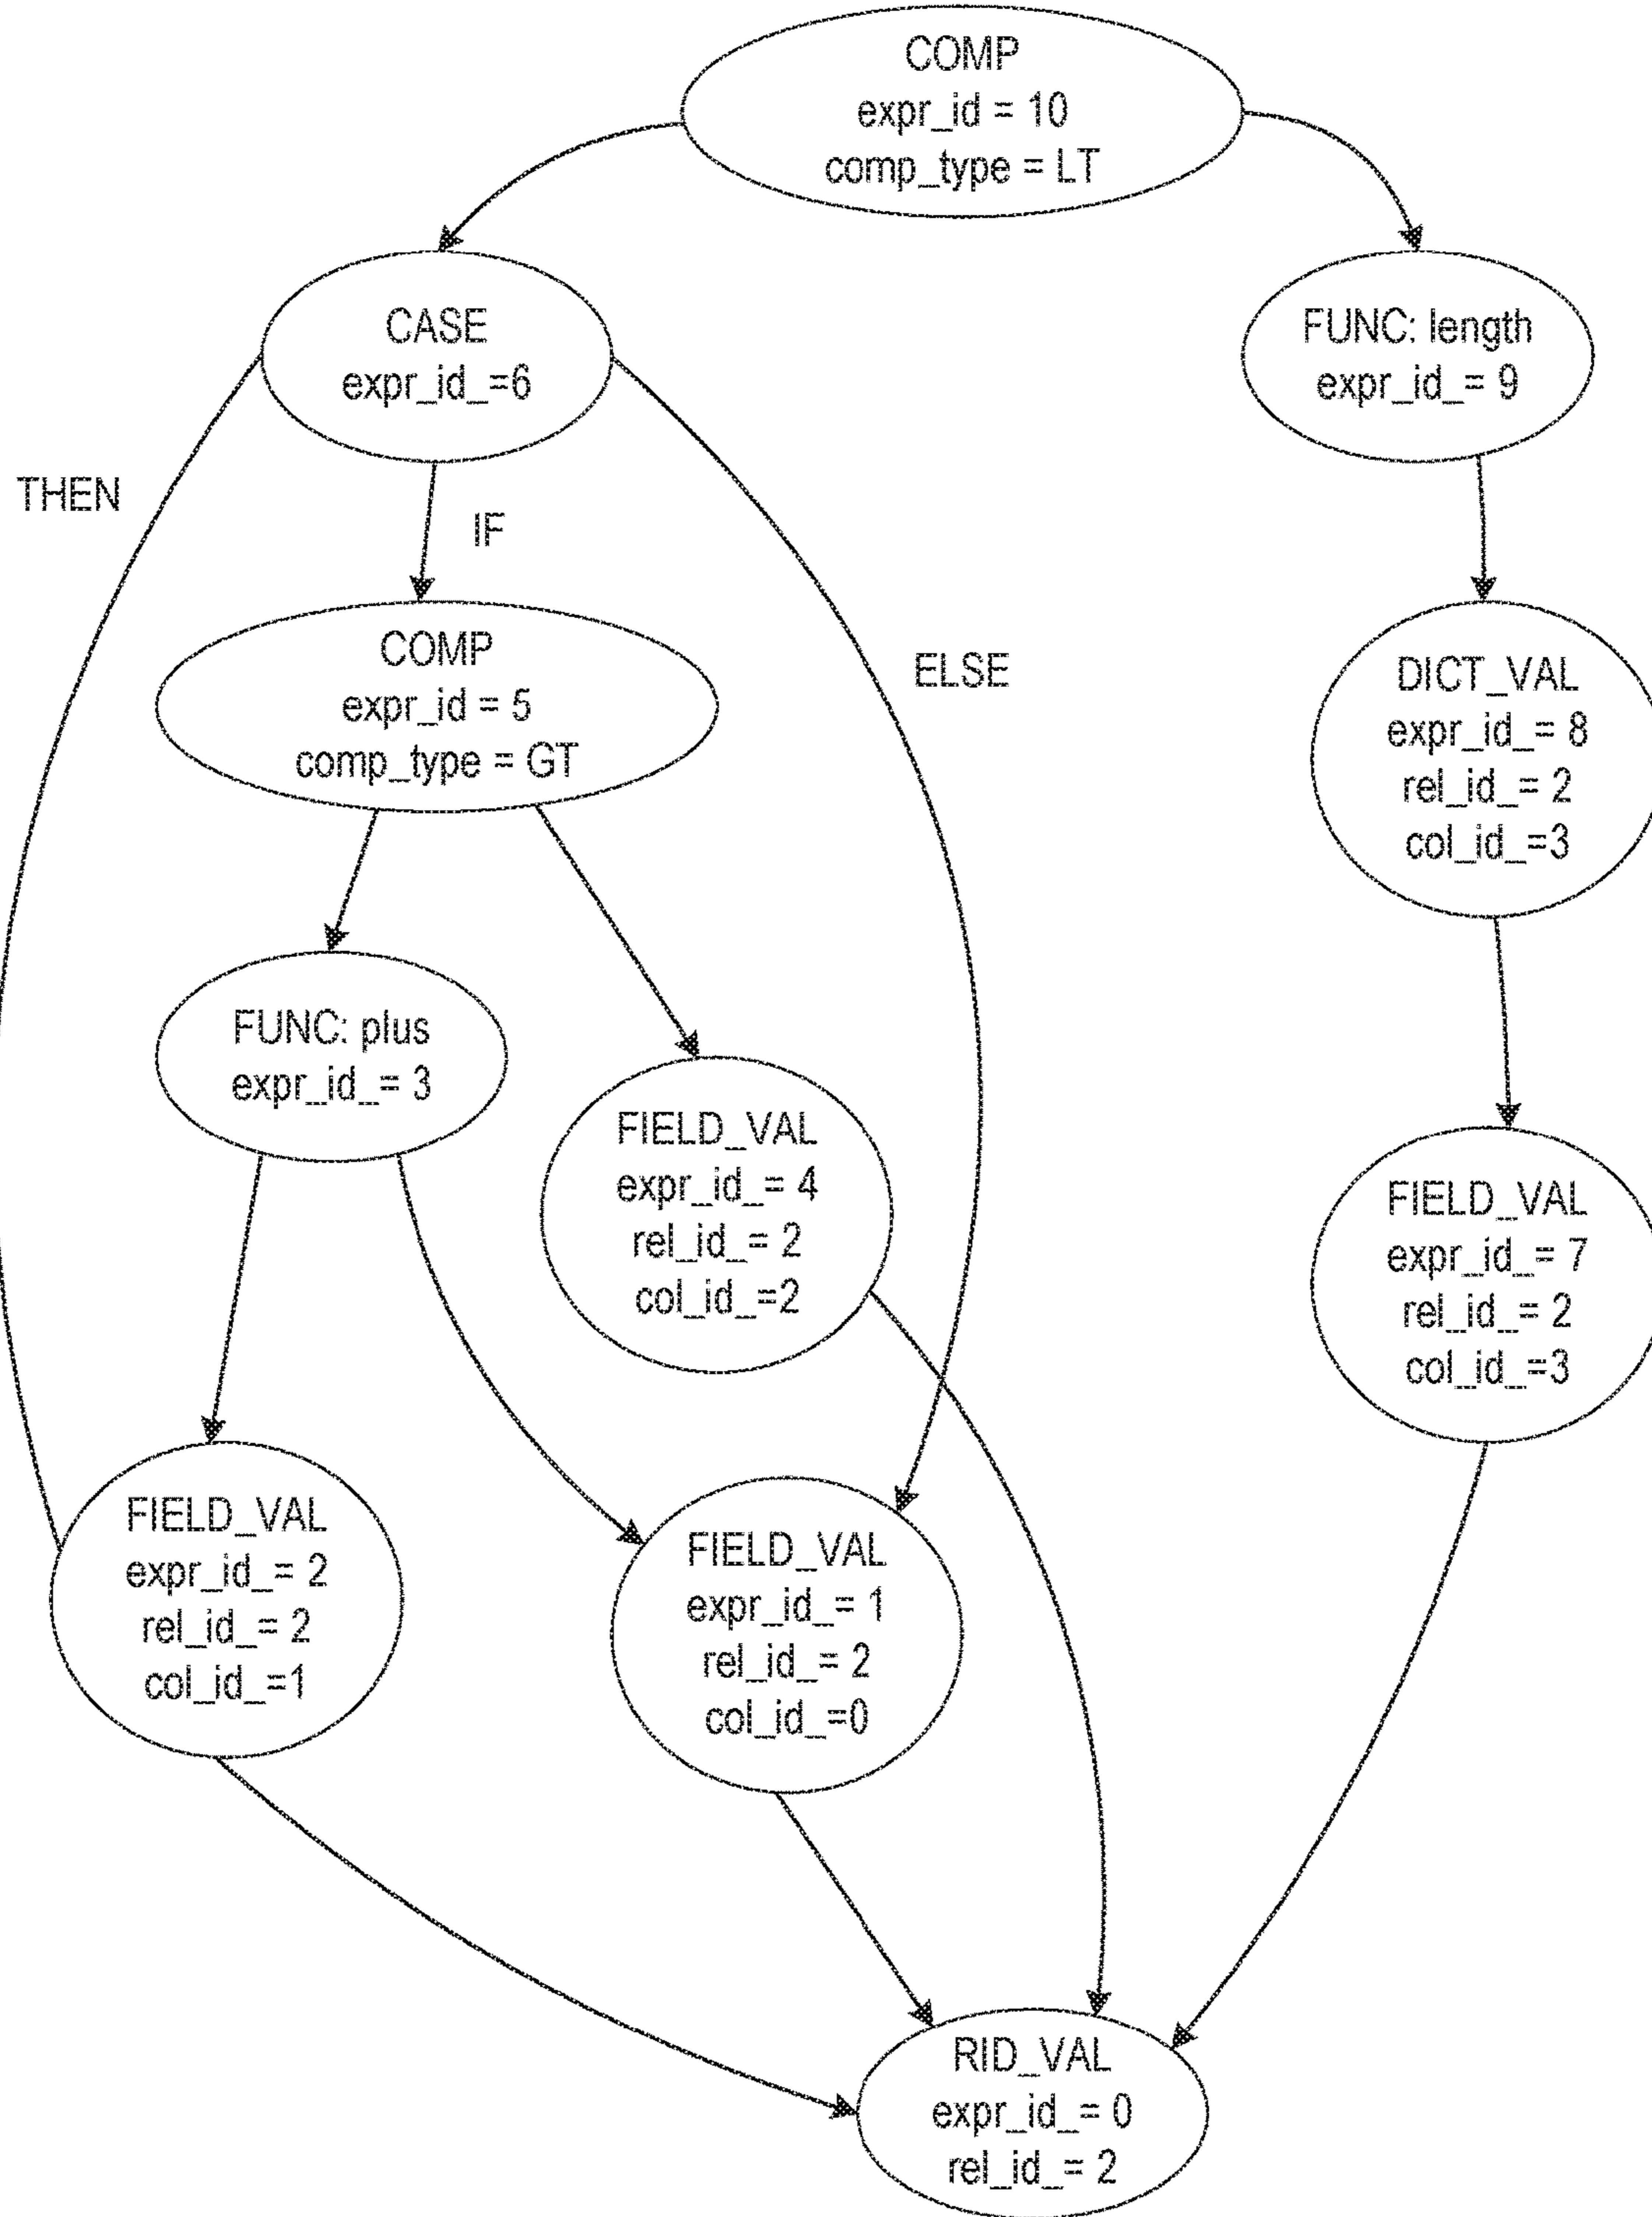 COMP
expr_id = 10
comp_type = LT
CASE
expr_id_=6
FUNC: length
expr_id_= 9
THEN
IF
ELSE
COMP
expr_id = 5
comp_type = GT
DICT_VAL
expr_id_= 8
rel_id_= 2
col_id_=3
FUNC: plus
expr_id_= 3
FIELD_VAL
expr_id_= 4
rel_id_= 2
col_id_=2
FIELD_VAL
expr_id_= 7
rel_id_= 2
col_id_=3
FIELD_VAL
expr_id_= 2
rel_id_= 2
col_id_=1
FIELD_VAL
expr_id_= 1
rel_id_= 2
col_id_=0
RID_VAL
expr_id_= 0
rel_id_= 2